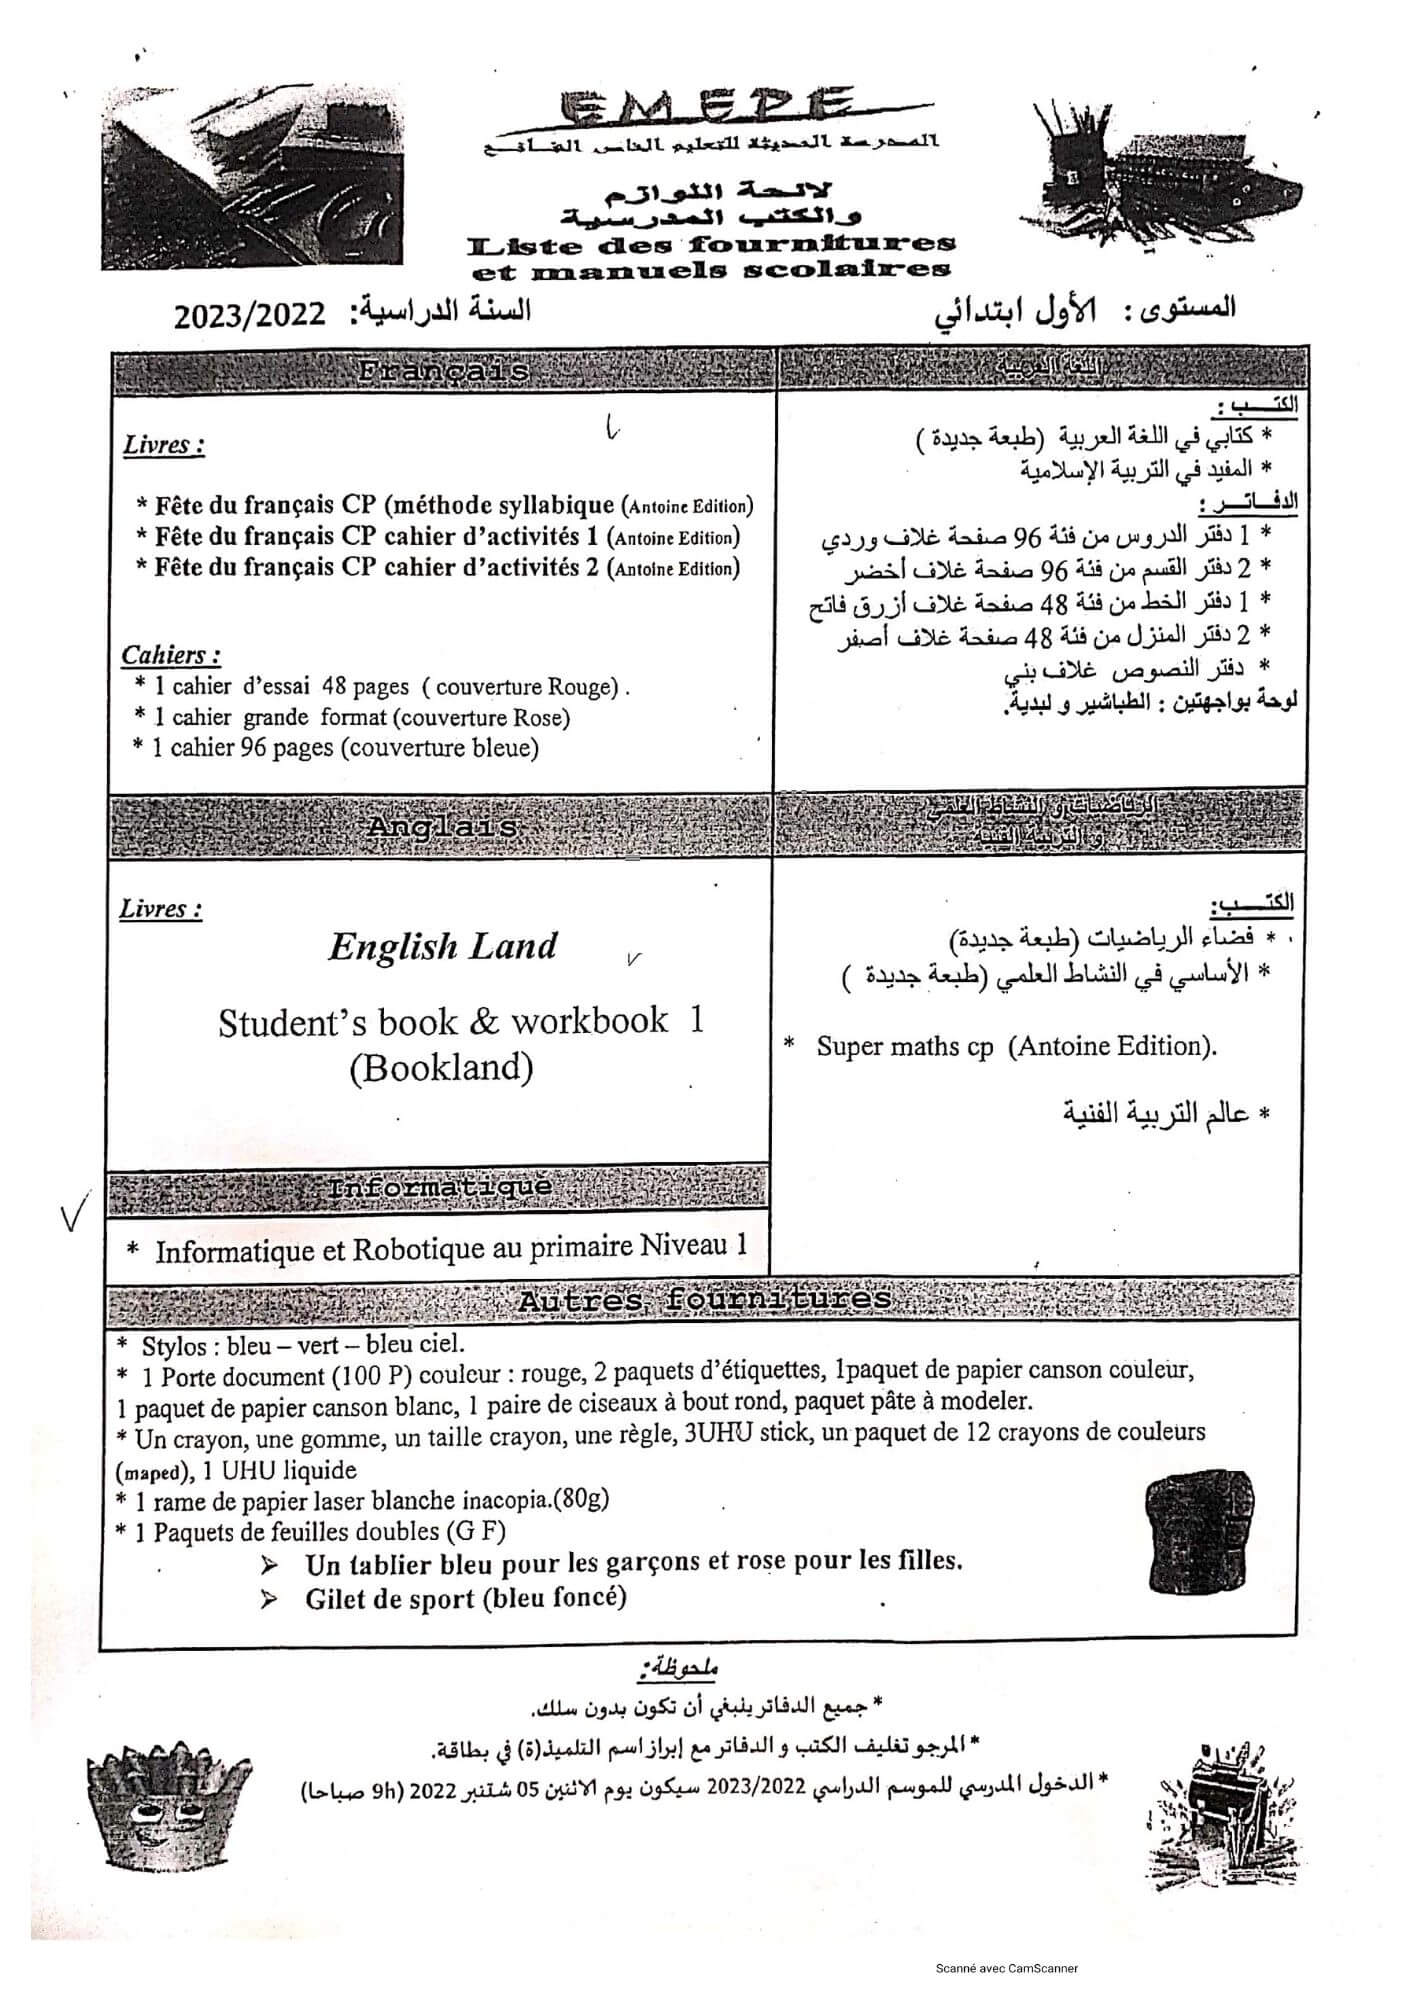 EMEPE
المدرسة الحديثة للتعليم الخاص
لائحة اللوازم
والكتب المدرسية
Liste des fournitures
et manuels scolaires
المستوى : الأول ابتدائي
السنة الدراسية: 2023/2022
Français
Livres :
* Fête du français CP (méthode syllabique (Antoine Edition)
* Fête du français CP cahier d'activités 1 (Antoine Edition)
* Fête du français CP cahier d'activités 2 (Antoine Edition)
Cahiers :
* 1 cahier d'essai 48 pages ( couverture Rouge) .
* 1 cahier grande format (couverture Rose)
* 1 cahier 96 pages (couverture bleue)
اللغة العربية
الكتـــــب :
* كتابي في اللغة العربية (طبعة جديدة )
* المفيد في التربية الإسلامية
الدفـاتــر :
* 1 دفتر الدروس من فئة 96 صفحة غلاف وردي
* 2 دفتر القسم من فئة 96 صفحة غلاف أخضر
* 1 دفتر الخط من فئة 48 صفحة غلاف أزرق فاتح
* 2 دفتر المنزل من فئة 48 صفحة غلاف أصفر
* دفتر النصوص غلاف بني
لوحة بواجهتين : الطباشير و لبدية.
Anglais
Livres :
English Land
Student's book & workbook 1
(Bookland)
الرياضيات و النشاط العلمي
و التربية الفنية
الكتـــــب:
* فضاء الرياضيات (طبعة جديدة)
* الأساسي في النشاط العلمي (طبعة جديدة )
* Super maths cp (Antoine Edition).
* عالم التربية الفنية
Informatique
* Informatique et Robotique au primaire Niveau 1
Autres fournitures
* Stylos : bleu – vert – bleu ciel.
* 1 Porte document (100 P) couleur : rouge, 2 paquets d'étiquettes, 1paquet de papier canson couleur,
1 paquet de papier canson blanc, 1 paire de ciseaux à bout rond, paquet pâte à modeler.
* Un crayon, une gomme, un taille crayon, une règle, 3UHU stick, un paquet de 12 crayons de couleurs
(maped), 1 UHU liquide
* 1 rame de papier laser blanche inacopia.(80g)
* 1 Paquets de feuilles doubles (G F)
➢ Un tablier bleu pour les garçons et rose pour les filles.
➢ Gilet de sport (bleu foncé)
ملحوظة:
* جميع الدفاتر ينبغي أن تكون بدون سلك.
* المرجو تغليف الكتب و الدفاتر مع إبراز اسم التلميذ(ة) في بطاقة.
* الدخول المدرسي للموسم الدراسي 2023/2022 سيكون يوم الاثنين 05 شتنبر 2022 (9h صباحا)
Scanné avec CamScanner